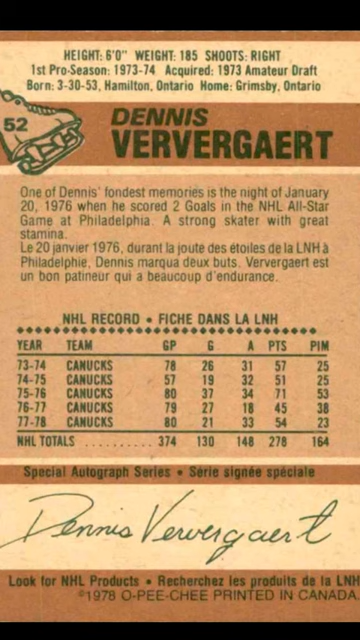 HEIGHT: 6'0" WEIGHT: 185 SHOOTS: RIGHT
1st Pro-Season: 1973-74 Acquired: 1973 Amateur Draft
Born: 3-30-53, Hamilton, Ontario Home: Grimsby, Ontario
52
DENNIS
VERVERGAERT
One of Dennis' fondest memories is the night of January
20, 1976 when he scored 2 Goals in the NHL All-Star
Game at Philadelphia. A strong skater with great
stamina.
Le 20 janvier 1976, durant la joute des étoiles de la LNH à
Philadelphie, Dennis marqua deux buts. Ververgaert est
un bon patineur qui a beaucoup d'endurance.
NHL RECORD • FICHE DANS LA LNH
YEAR TEAM GP G A PTS PIM
73-74 CANUCKS 78 26 31 57 25
74-75 CANUCKS 57 19 32 51 25
75-76 CANUCKS 80 37 34 71 53
76-77 CANUCKS 79 27 18 45 38
77-78 CANUCKS 80 21 33 54 23
NHL TOTALS .......... 374 130 148 278 164
Special Autograph Series • Série signée spéciale
Dennis Ververgaert
Look for NHL Products • Recherchez les produits de la LNH
©1978 O-PEE-CHEE PRINTED IN CANADA